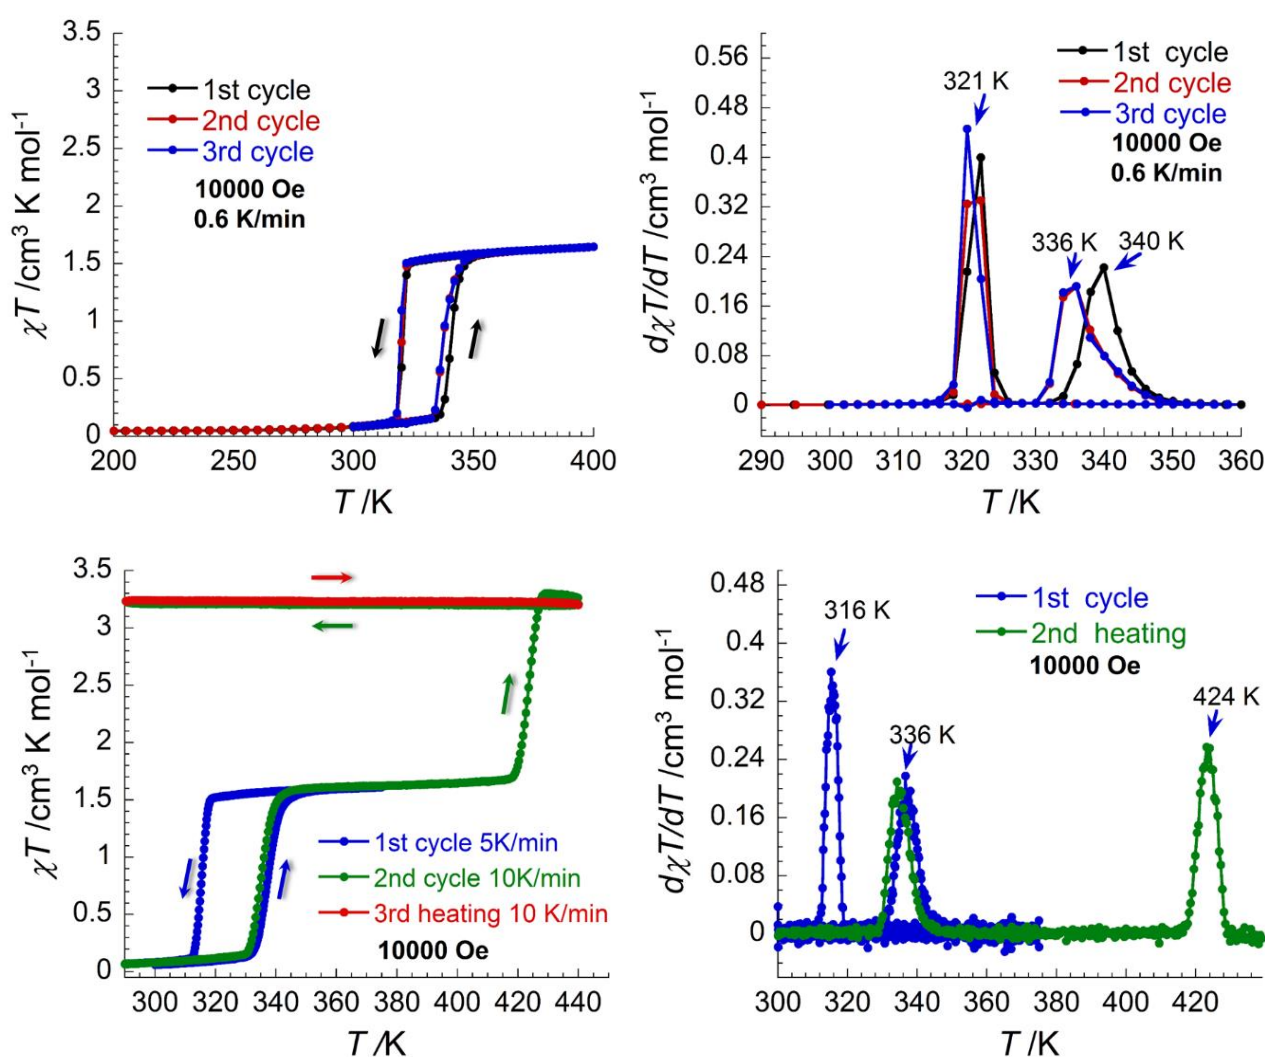 3.5
3
2.5
2
1.5
1
0.5
0
χT /cm³ K mol⁻¹
1st cycle
2nd cycle
3rd cycle
10000 Oe
0.6 K/min
200 250 300 350 400
T /K
0.56
0.48
0.4
0.32
0.24
0.16
0.08
0
dχT/dT /cm³ mol⁻¹
321 K
336 K
340 K
1st cycle
2nd cycle
3rd cycle
10000 Oe
0.6 K/min
290 300 310 320 330 340 350 360
T /K
3.5
3
2.5
2
1.5
1
0.5
0
χT /cm³ K mol⁻¹
1st cycle 5K/min
2nd cycle 10K/min
3rd heating 10 K/min
10000 Oe
300 320 340 360 380 400 420 440
T /K
0.48
0.4
0.32
0.24
0.16
0.08
0
dχT/dT /cm³ mol⁻¹
316 K
336 K
424 K
1st cycle
2nd heating
10000 Oe
300 320 340 360 380 400 420
T /K